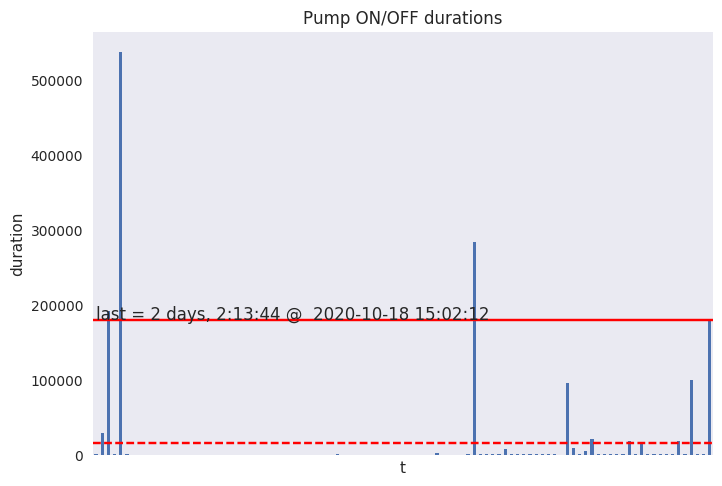 Pump ON/OFF durations
500000
400000
300000
200000
100000
0
duration
last = 2 days, 2:13:44 @  2020-10-18 15:02:12
t